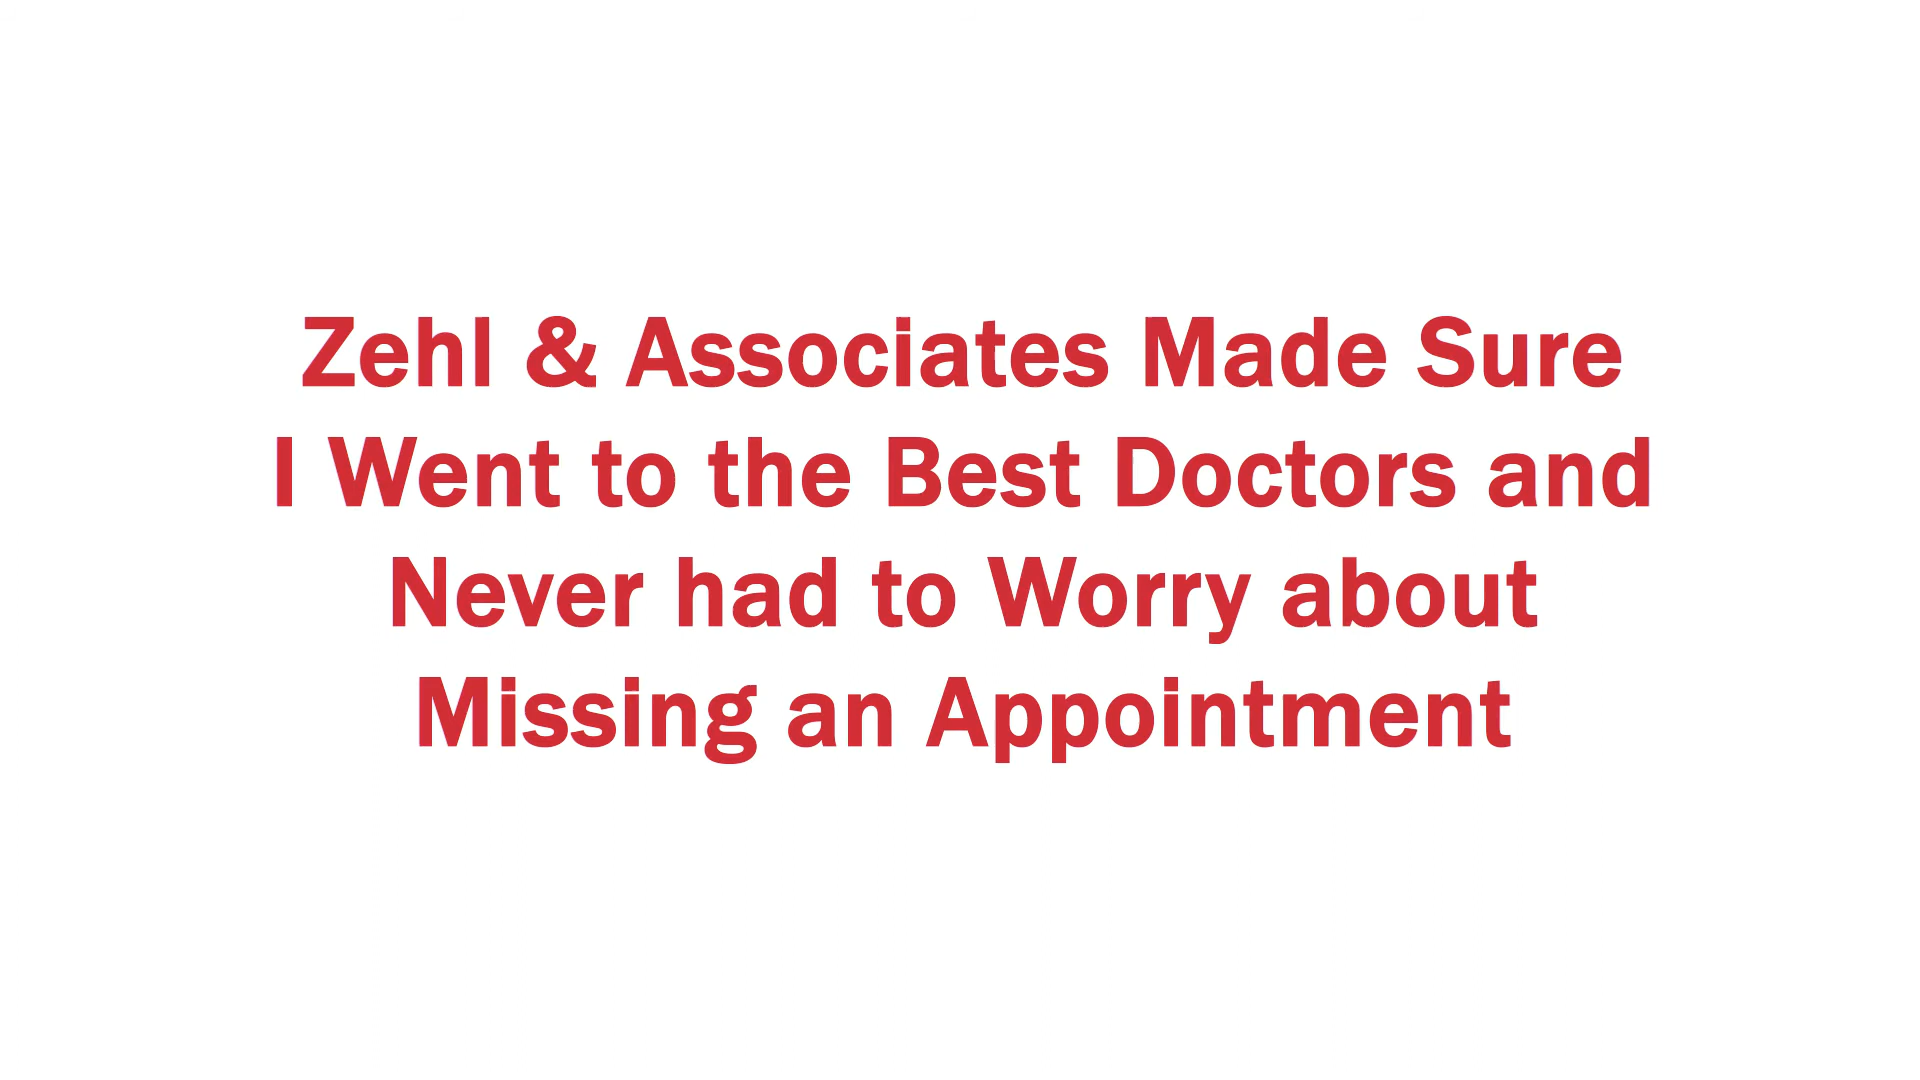 Zehl & Associates Made Sure
I Went to the Best Doctors and
Never had to Worry about
Missing an Appointment